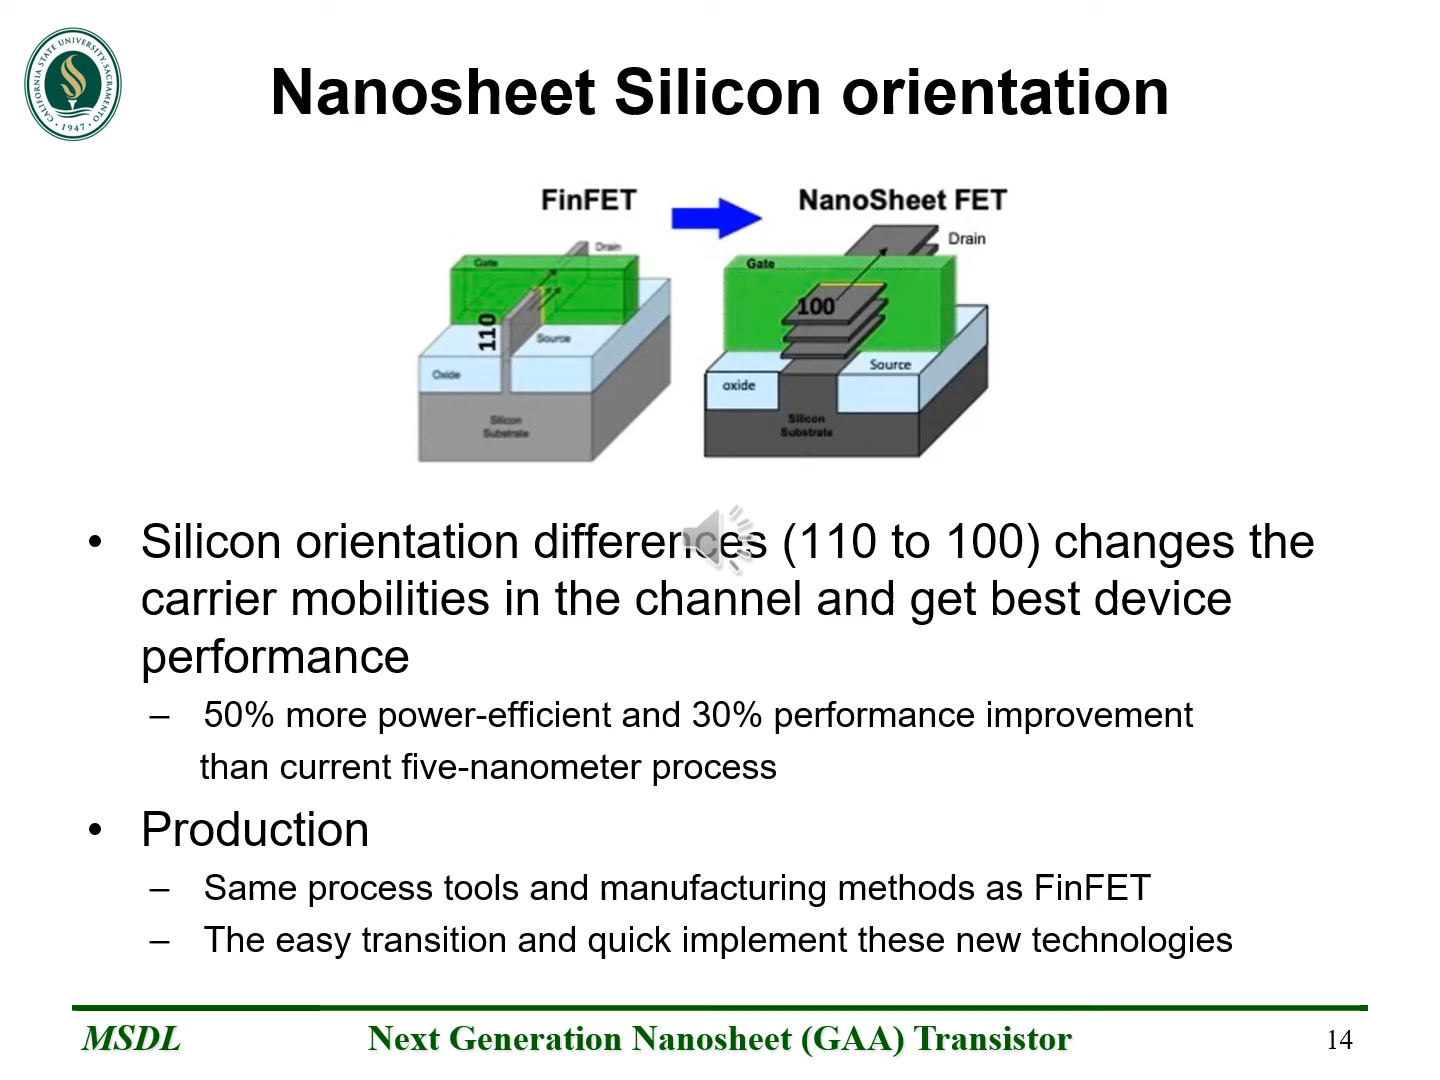 CALIFORNIA STATE UNIVERSITY, SACRAMENTO
• 1947 •
Nanosheet Silicon orientation
FinFET
NanoSheet FET
Drain
Gate
110
Source
Oxide
Silicon
Substrate
Drain
Gate
100
Source
oxide
Silicon
Substrate
• Silicon orientation differences (110 to 100) changes the
carrier mobilities in the channel and get best device
performance
– 50% more power-efficient and 30% performance improvement
than current five-nanometer process
• Production
– Same process tools and manufacturing methods as FinFET
– The easy transition and quick implement these new technologies
MSDL
Next Generation Nanosheet (GAA) Transistor
14